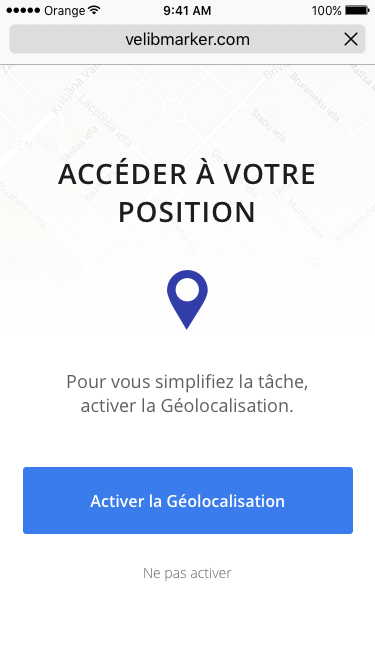 Orange 9:41 AM 100%
velibmarker.com
CENTRS
ACCÉDER À VOTRE
POSITION
Pour vous simplifiez la tâche,
activer la Géolocalisation.
Activer la Géolocalisation
Ne pas activer